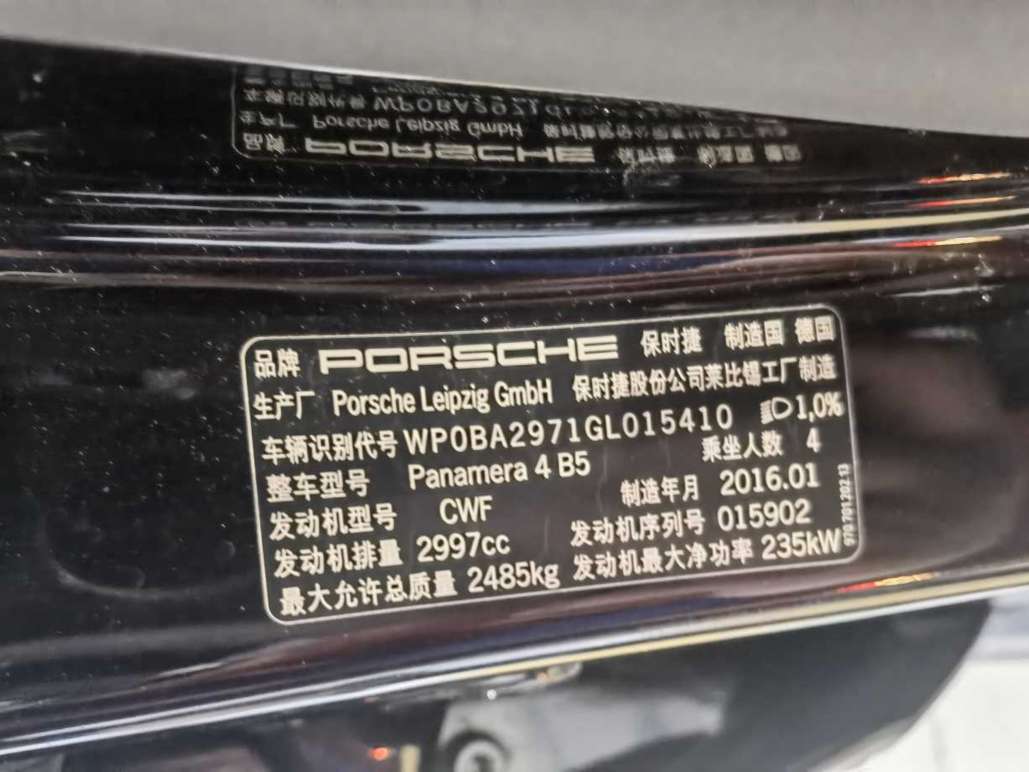 品牌 PORSCHE 保时捷 制造国 德国
生产厂 Porsche Leipzig GmbH 保时捷股份公司莱比锡工厂制造
车辆识别代号 WP0BA2971GL015410 1,0%
整车型号 Panamera 4 B5 乘坐人数 4
发动机型号 CWF 制造年月 2016.01
发动机排量 2997cc 发动机序列号 015902
最大允许总质量 2485kg 发动机最大净功率 235kW
970.701.202.13